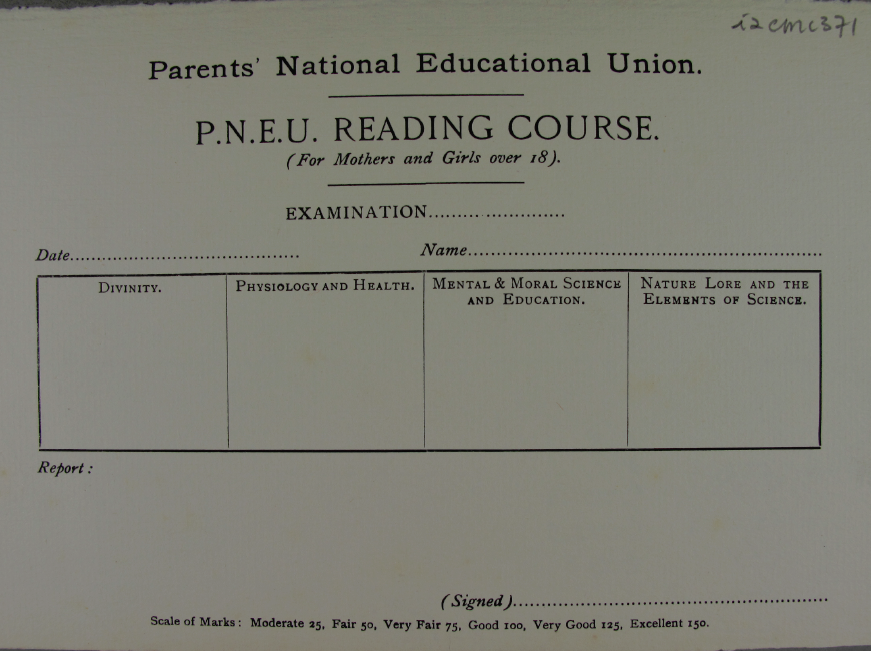 i2cmc371
Parents' National Educational Union.
P.N.E.U. READING COURSE.
(For Mothers and Girls over 18).
EXAMINATION........................
Date........................................... Name..................................................................
DIVINITY. PHYSIOLOGY AND HEALTH. MENTAL & MORAL SCIENCE AND EDUCATION. NATURE LORE AND THE ELEMENTS OF SCIENCE.
Report:
(Signed)...........................................................
Scale of Marks: Moderate 25, Fair 50, Very Fair 75, Good 100, Very Good 125, Excellent 150.